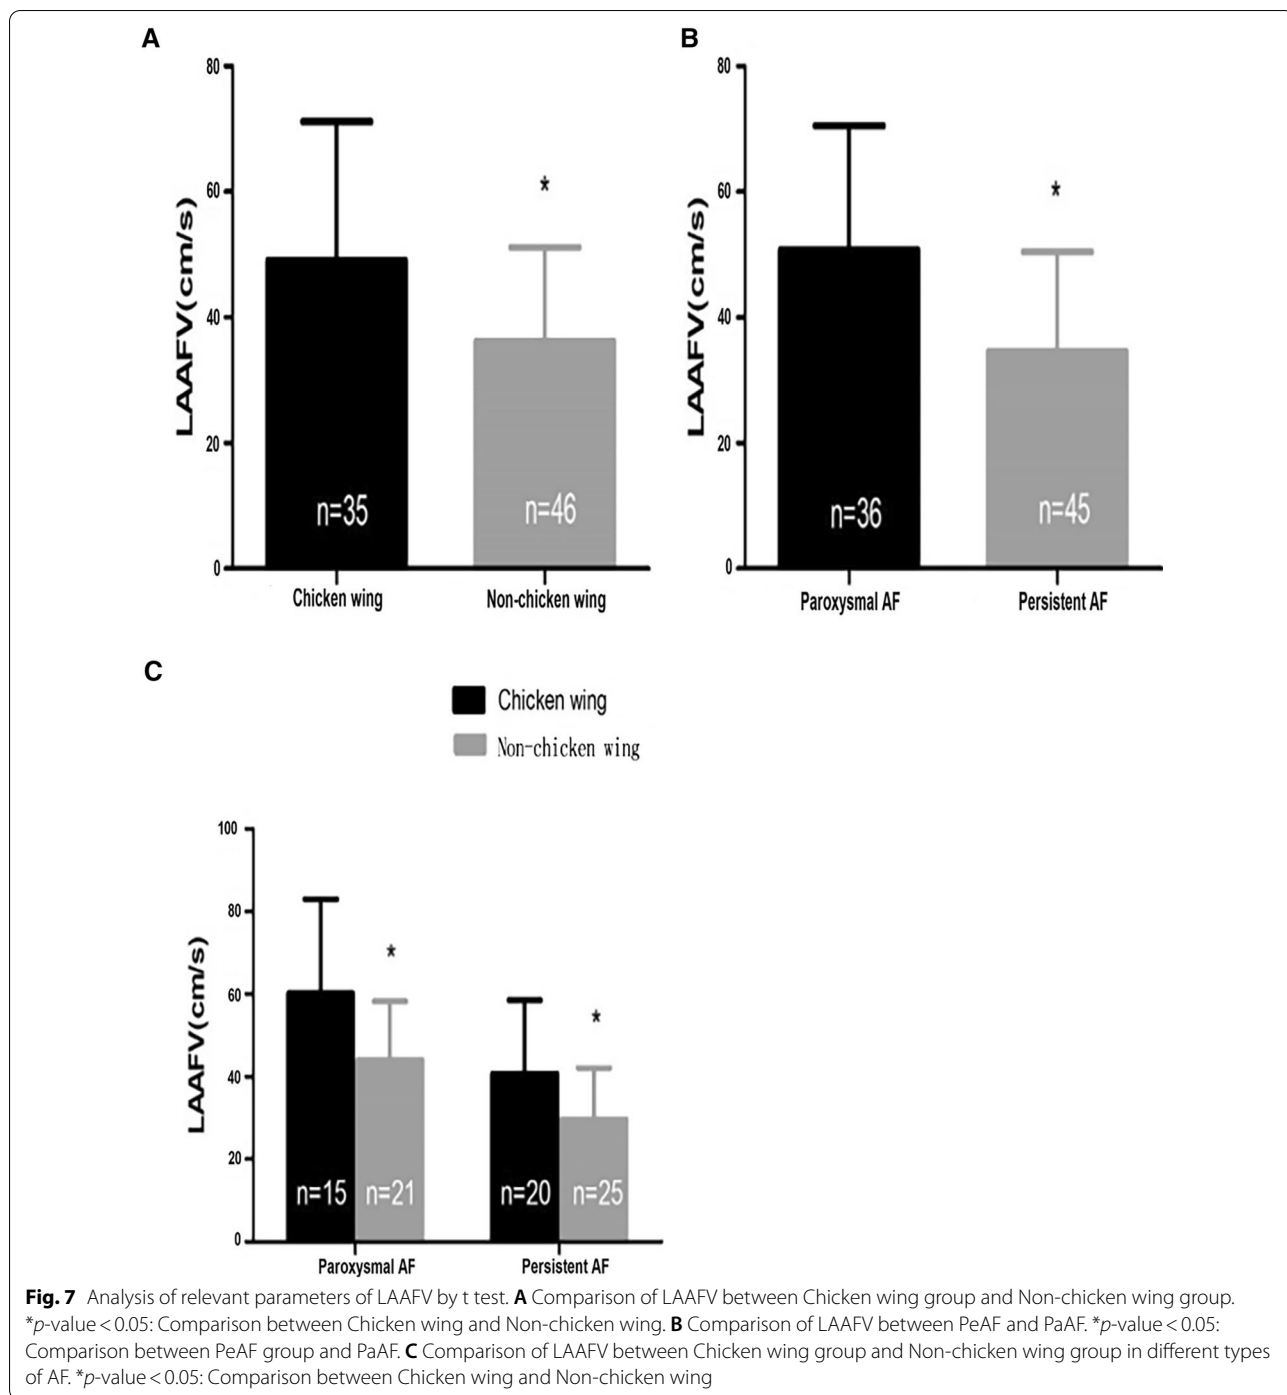 A
80
60
40
20
0
LAAFV(cm/s)
*
n=35
n=46
Chicken wing
Non-chicken wing
B
80
60
40
20
0
LAAFV(cm/s)
*
n=36
n=45
Paroxysmal AF
Persistent AF
C
Chicken wing
Non-chicken wing
100
80
60
40
20
0
LAAFV(cm/s)
*
*
n=15
n=21
n=20
n=25
Paroxysmal AF
Persistent AF
Fig. 7 Analysis of relevant parameters of LAAFV by t test. A Comparison of LAAFV between Chicken wing group and Non-chicken wing group.
*p-value < 0.05: Comparison between Chicken wing and Non-chicken wing. B Comparison of LAAFV between PeAF and PaAF. *p-value < 0.05:
Comparison between PeAF group and PaAF. C Comparison of LAAFV between Chicken wing group and Non-chicken wing group in different types
of AF. *p-value < 0.05: Comparison between Chicken wing and Non-chicken wing